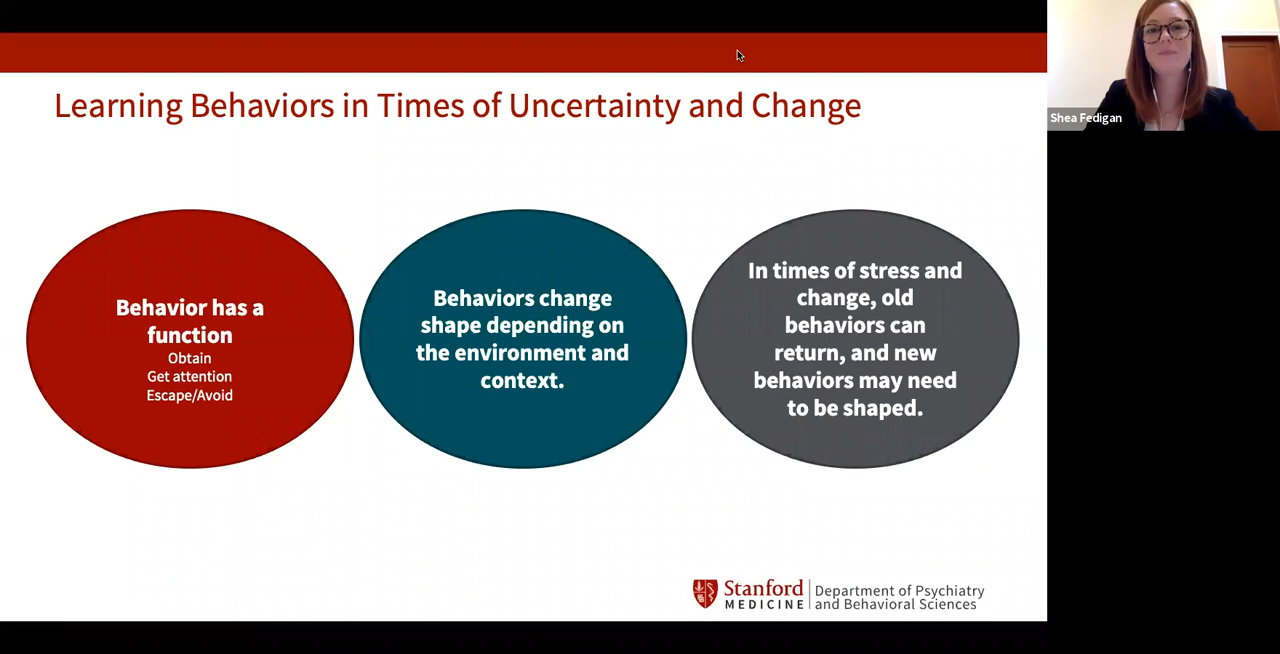 Learning Behaviors in Times of Uncertainty and Change
Behavior has a
function
Obtain
Get attention
Escape/Avoid
Behaviors change
shape depending on
the environment and
context.
In times of stress and
change, old
behaviors can
return, and new
behaviors may need
to be shaped.
Stanford
MEDICINE
Department of Psychiatry
and Behavioral Sciences
Shea Fedigan